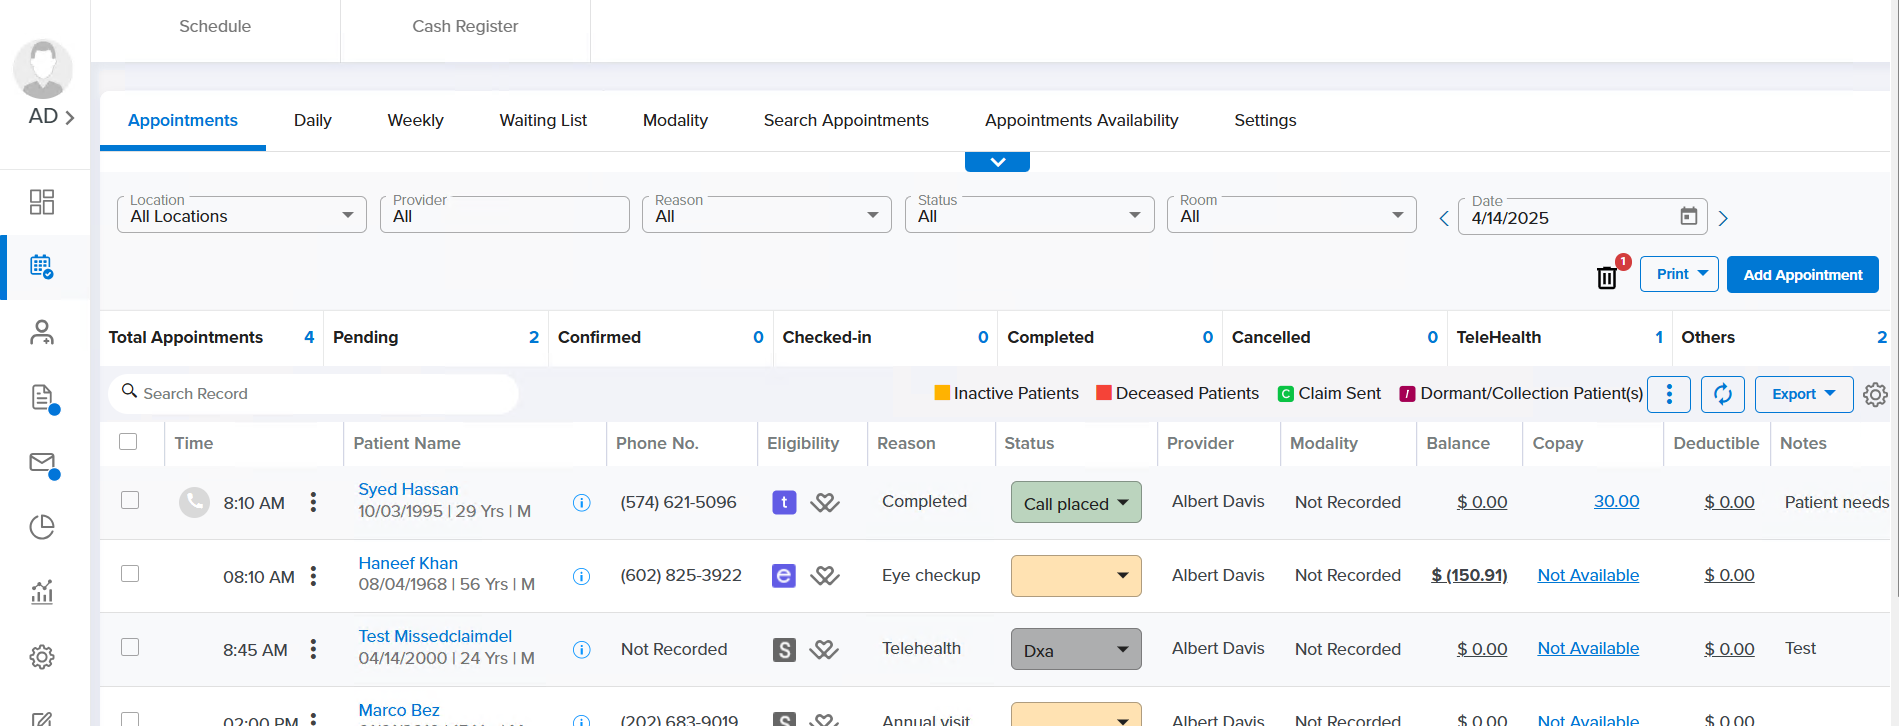 Schedule Cash Register
AD
Appointments Daily Weekly Waiting List Modality Search Appointments Appointments Availability Settings
Location Provider Reason Status Room Date
All Locations All All All All 4/14/2025
1
Print Add Appointment
Total Appointments 4 Pending 2 Confirmed 0 Checked-in 0 Completed 0 Cancelled 0 TeleHealth 1 Others 2
Search Record Inactive Patients Deceased Patients C Claim Sent I Dormant/Collection Patient(s) Export
Time Patient Name Phone No. Eligibility Reason Status Provider Modality Balance Copay Deductible Notes
Syed Hassan
8:10 AM (574) 621-5096 t Completed Call placed Albert Davis Not Recorded $ 0.00 30.00 $ 0.00 Patient needs
10/03/1995 | 29 Yrs | M
Haneef Khan
08:10 AM (602) 825-3922 e Eye checkup Albert Davis Not Recorded $ (150.91) Not Available $ 0.00
08/04/1968 | 56 Yrs | M
Test Missedclaimdel
8:45 AM Not Recorded S Telehealth Dxa Albert Davis Not Recorded $ 0.00 Not Available $ 0.00 Test
04/14/2000 | 24 Yrs | M
Marco Bez
02:00 PM (202) 683-9019 S Annual visit Albert Davis Not Recorded $ 0.00 Not Available $ 0.00